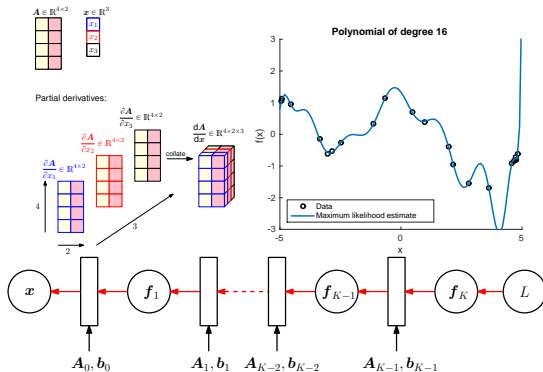 A ∈ ℝ^{4×2}
x ∈ ℝ^3
x_1
x_2
x_3
Partial derivatives:
∂A/∂x_3 ∈ ℝ^{4×2}
∂A/∂x_2 ∈ ℝ^{4×2}
∂A/∂x_1 ∈ ℝ^{4×2}
dA/dx ∈ ℝ^{4×2×3}
collate
4
2
3
Polynomial of degree 16
f(x)
3
2
1
0
-1
-2
-3
-5
0
5
x
Data
Maximum likelihood estimate
x
f_1
f_{K−1}
f_K
L
A_0, b_0
A_1, b_1
A_{K−2}, b_{K−2}
A_{K−1}, b_{K−1}